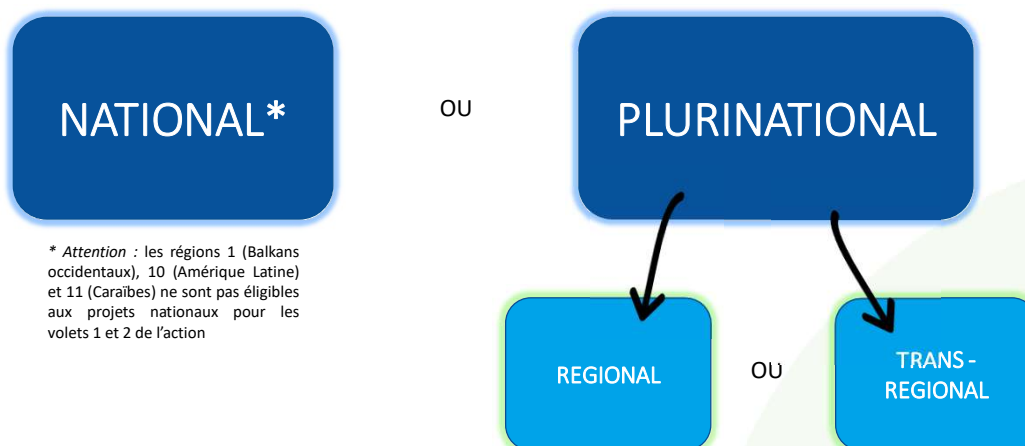 NATIONAL*
OU
PLURINATIONAL
* Attention : les régions 1 (Balkans
occidentaux), 10 (Amérique Latine)
et 11 (Caraïbes) ne sont pas éligibles
aux projets nationaux pour les
volets 1 et 2 de l’action
REGIONAL
OU
TRANS -
REGIONAL